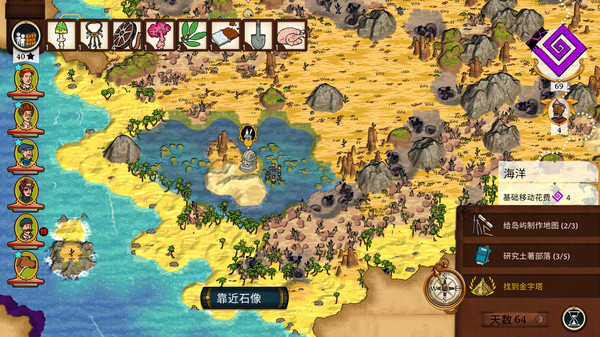 40
69
4
海洋
基础移动花费 4
给岛屿制作地图 (2/3)
研究土著部落 (3/5)
找到金字塔
靠近石像
天数 64